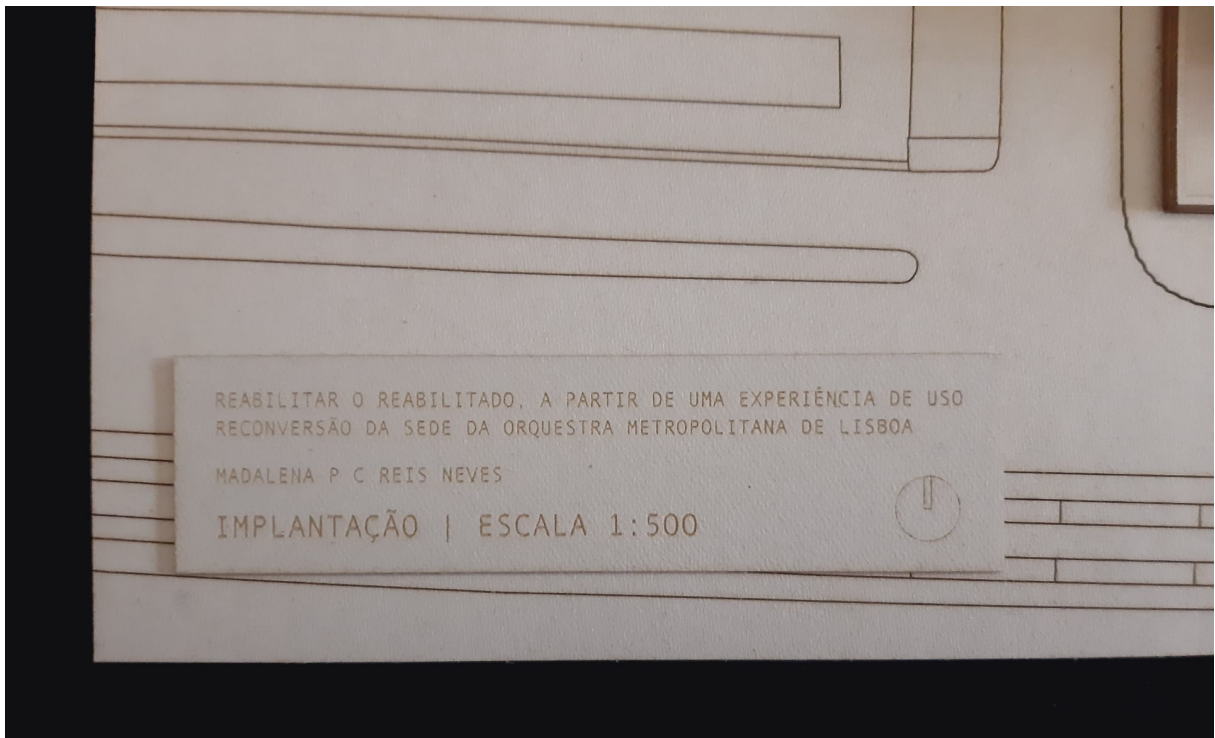 REABILITAR O REABILITADO, A PARTIR DE UMA EXPERIÊNCIA DE USO
RECONVERSÃO DA SEDE DA ORQUESTRA METROPOLITANA DE LISBOA
MADALENA P C REIS NEVES
IMPLANTAÇÃO | ESCALA 1:500